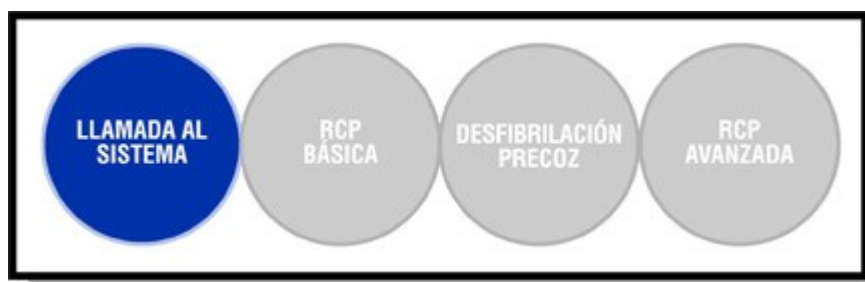 LLAMADA AL
SISTEMA
RCP
BÁSICA
DESFIBRILACIÓN
PRECOZ
RCP
AVANZADA